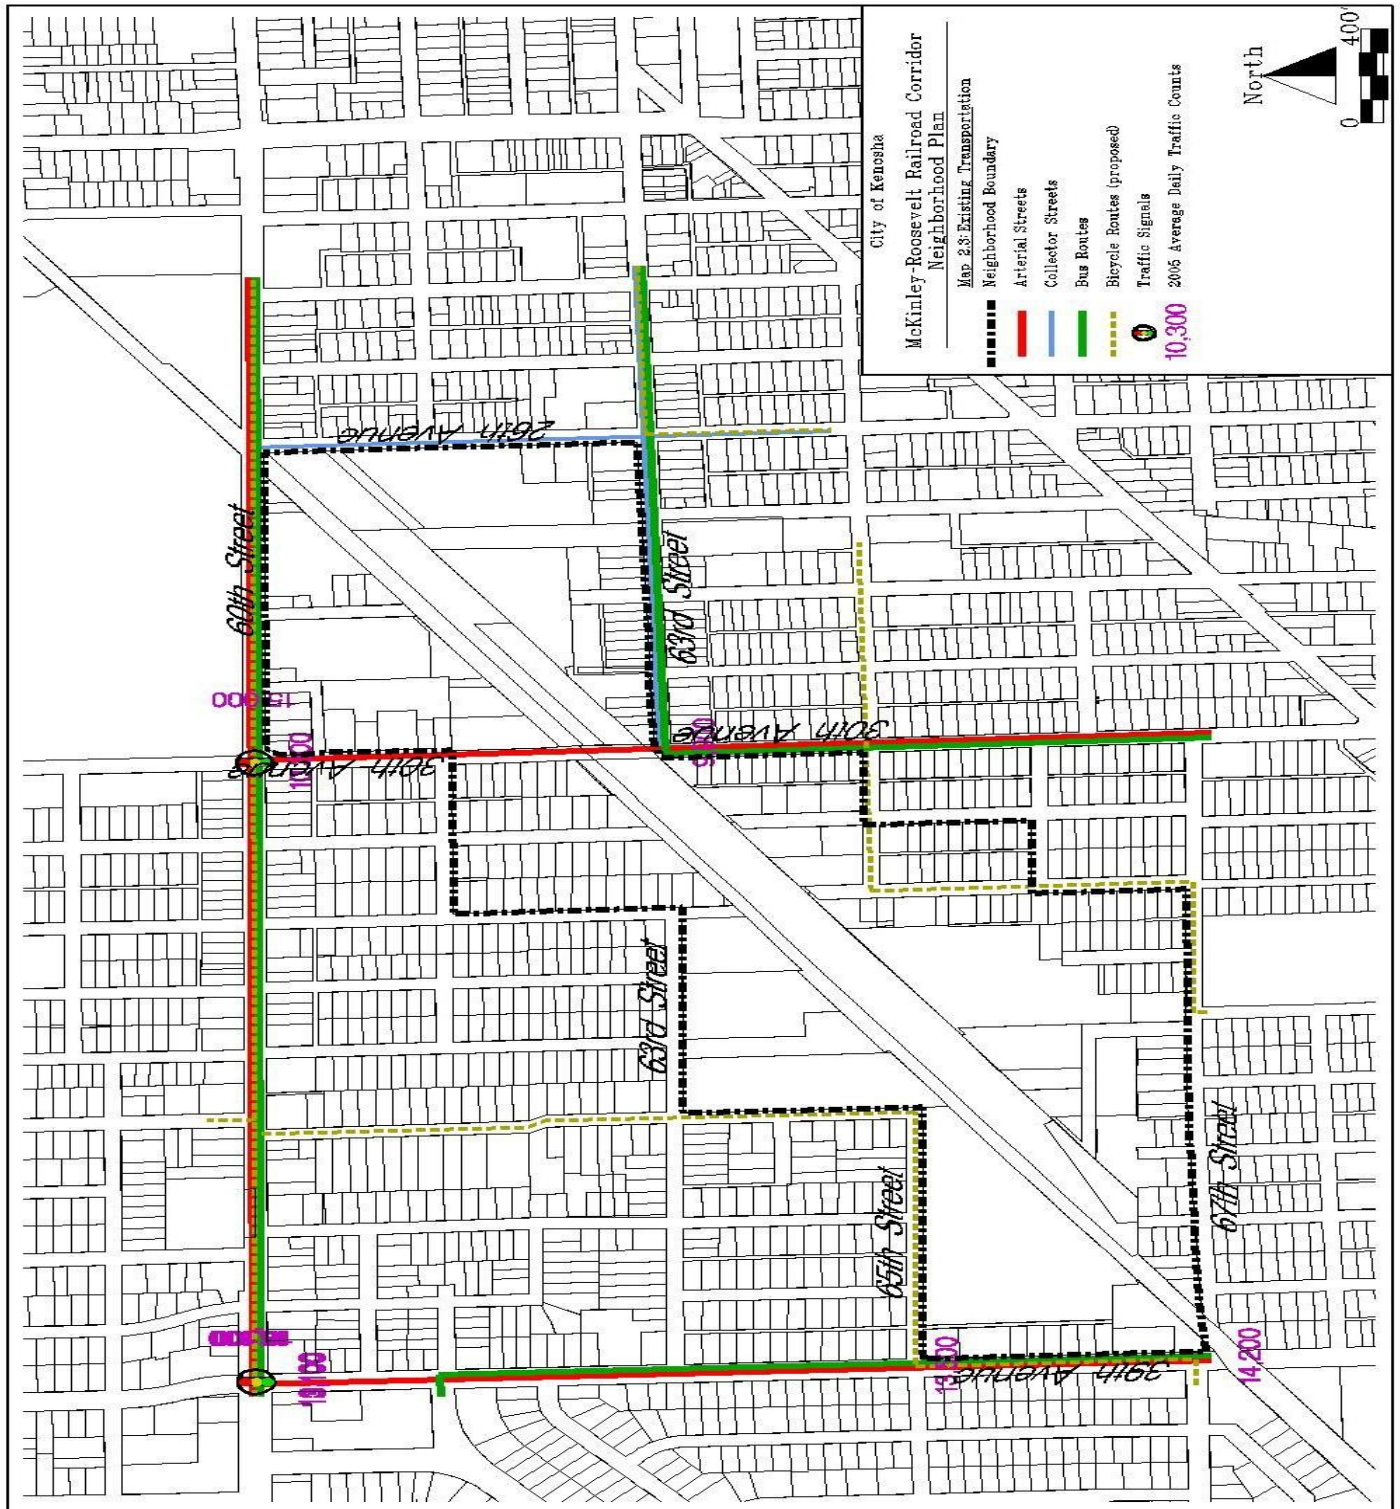 City of Kenosha
McKinley-Roosevelt Railroad Corridor
Neighborhood Plan
Map 2.3: Existing Transportation
Neighborhood Boundary
Arterial Streets
Collector Streets
Bus Routes
Bicycle Routes (proposed)
Traffic Signals
10,300
2005 Average Daily Traffic Counts
North
0
400'
60th Street
26th Avenue
63rd Street
30th Avenue
30th Avenue
63rd Street
65th Street
67th Street
39th Avenue
14,200